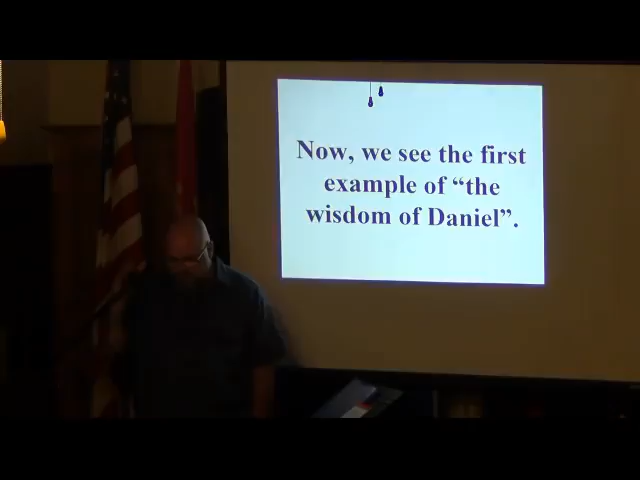 Now, we see the first
example of “the
wisdom of Daniel”.